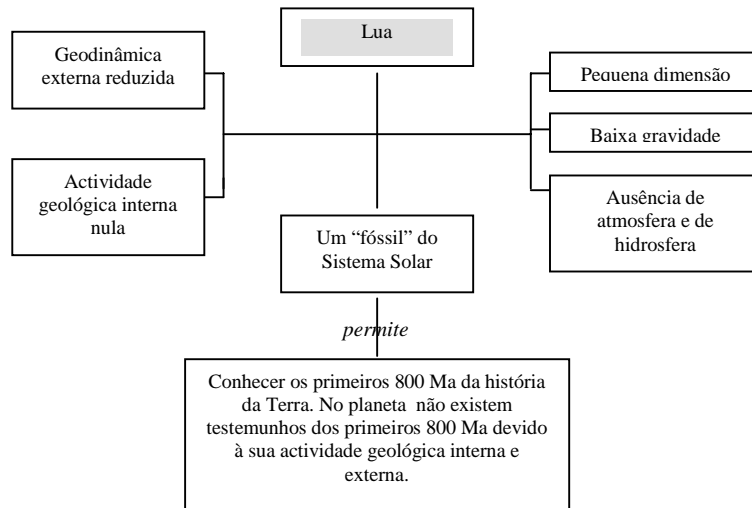 Lua
Geodinâmica
externa reduzida
Pequena dimensão
Baixa gravidade
Actividade
geológica interna
nula
Ausência de
atmosfera e de
hidrosfera
Um “fóssil” do
Sistema Solar
permite
Conhecer os primeiros 800 Ma da história
da Terra. No planeta não existem
testemunhos dos primeiros 800 Ma devido
à sua actividade geológica interna e
externa.